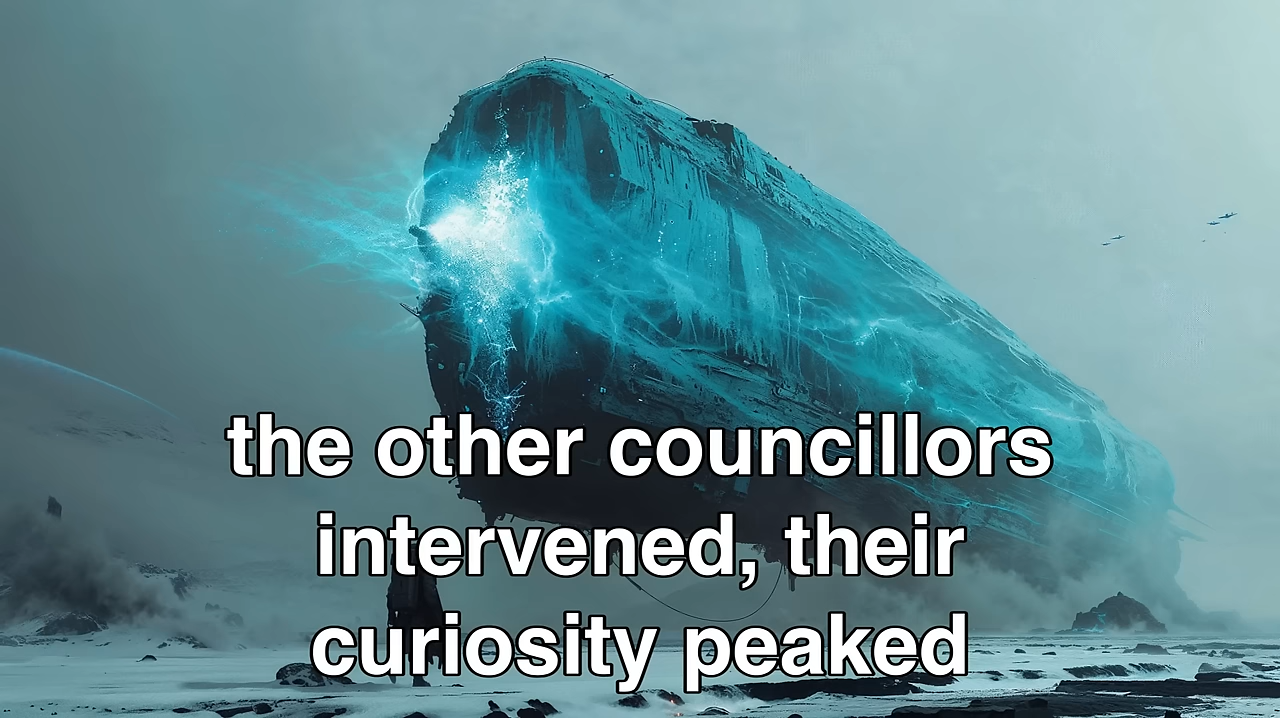 the other councillors
intervened, their
curiosity peaked